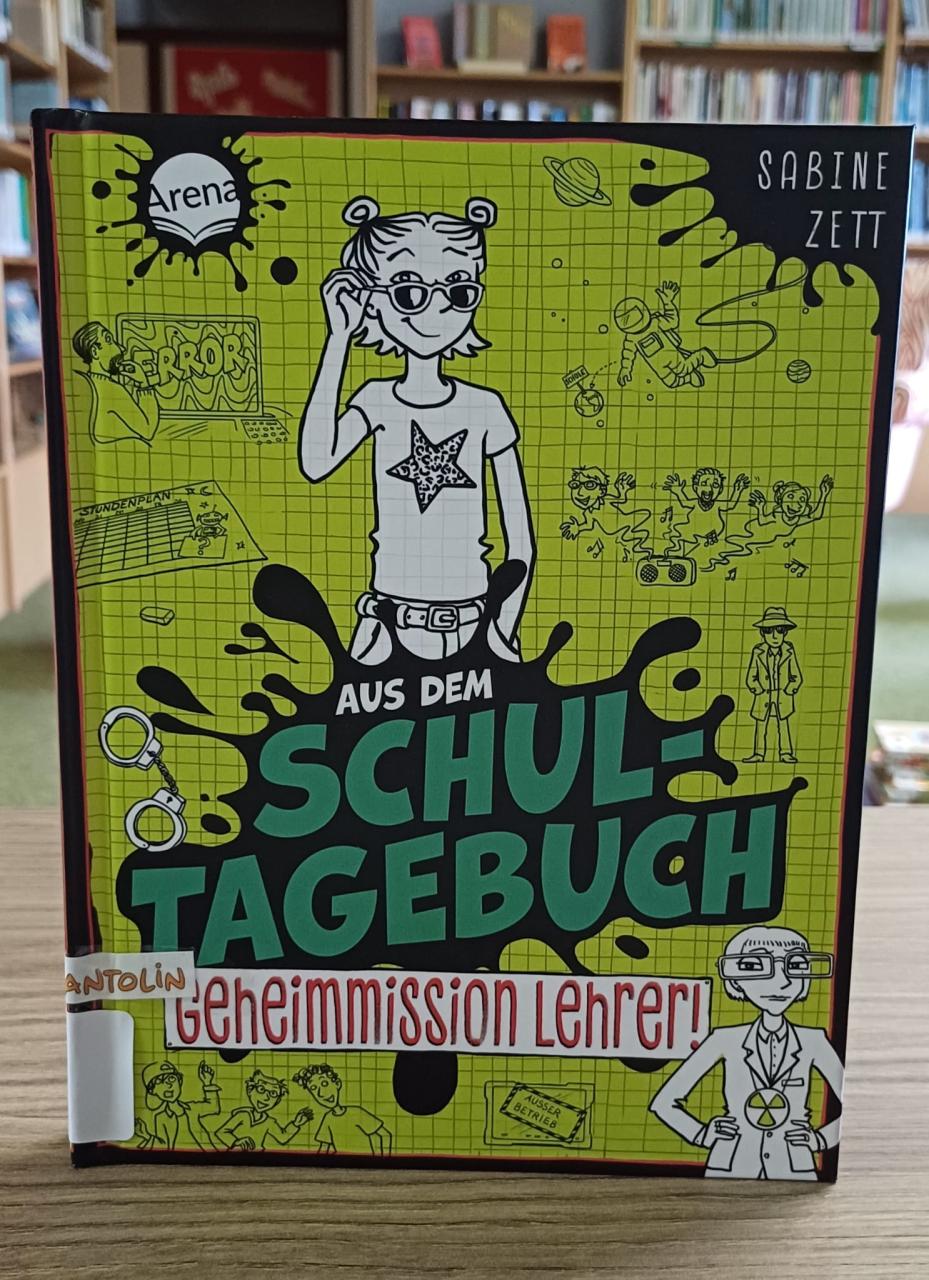 Arena
SABINE
ZETT
ERROR
STUNDENPLAN
?
AUS DEM
SCHUL-
TAGEBUCH
ANTOLIN
Geheimmission Lehrer!
AUSSER
BETRIEB